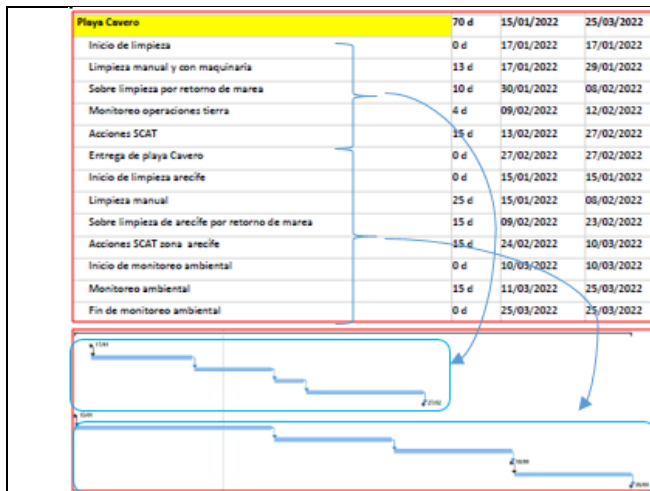 Playa Cavero 70 d 15/01/2022 25/03/2022
Inicio de limpieza 0 d 17/01/2022 17/01/2022
Limpieza manual y con maquinaria 13 d 17/01/2022 29/01/2022
Sobre limpieza por retorno de marea 10 d 30/01/2022 08/02/2022
Monitoreo operaciones tierra 4 d 09/02/2022 12/02/2022
Acciones SCAT 15 d 13/02/2022 27/02/2022
Entrega de playa Cavero 0 d 27/02/2022 27/02/2022
Inicio de limpieza arecife 0 d 15/01/2022 15/01/2022
Limpieza manual 25 d 15/01/2022 08/02/2022
Sobre limpieza de arecife por retorno de marea 15 d 09/02/2022 23/02/2022
Acciones SCAT zona arecife 15 d 24/02/2022 10/03/2022
Inicio de monitoreo ambiental 0 d 10/03/2022 10/03/2022
Monitoreo ambiental 15 d 11/03/2022 25/03/2022
Fin de monitoreo ambiental 0 d 25/03/2022 25/03/2022
17/01
27/02